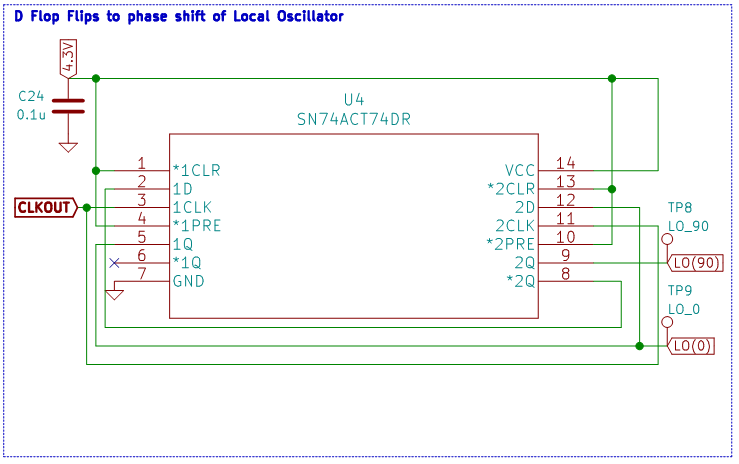 D Flop Flips to phase shift of Local Oscillator
4.3V
C24
0.1u
U4
SN74ACT74DR
1 *1CLR
2 1D
3 1CLK
4 *1PRE
5 1Q
6 *1Q
7 GND
VCC 14
*2CLR 13
2D 12
2CLK 11
*2PRE 10
2Q 9
*2Q 8
CLKOUT
TP8
LO_90
LO(90)
TP9
LO_0
LO(0)